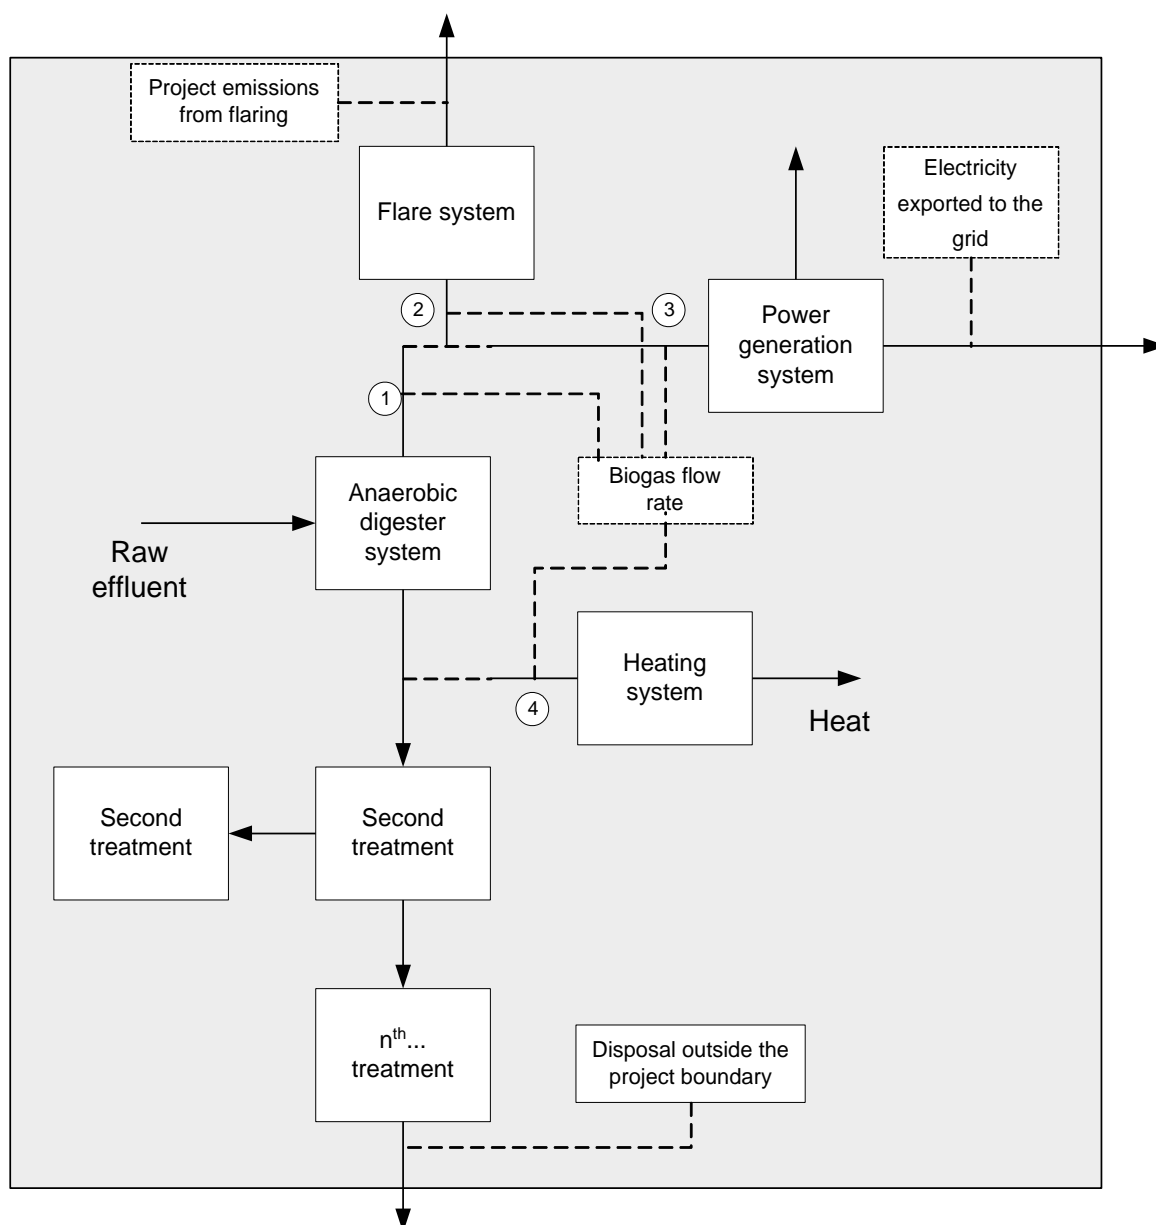 Project emissions
from flaring
Flare system
Electricity
exported to the
grid
2
3
Power
generation
system
1
Biogas flow
rate
Anaerobic
digester
system
Raw
effluent
Heating
system
4
Heat
Second
treatment
Second
treatment
nth...
treatment
Disposal outside the
project boundary